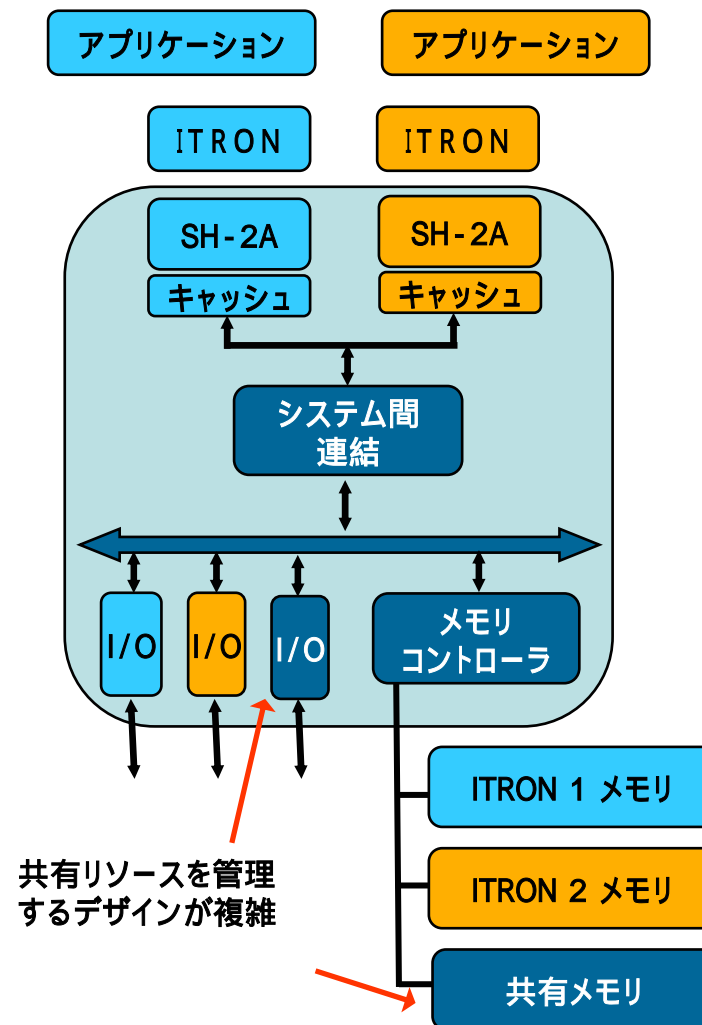 アプリケーション
アプリケーション
ITRON
ITRON
SH-2A
SH-2A
キャッシュ
キャッシュ
システム間
連結
I/O
I/O
I/O
メモリ
コントローラ
ITRON 1 メモリ
共有リソースを管理
するデザインが複雑
ITRON 2 メモリ
共有メモリ